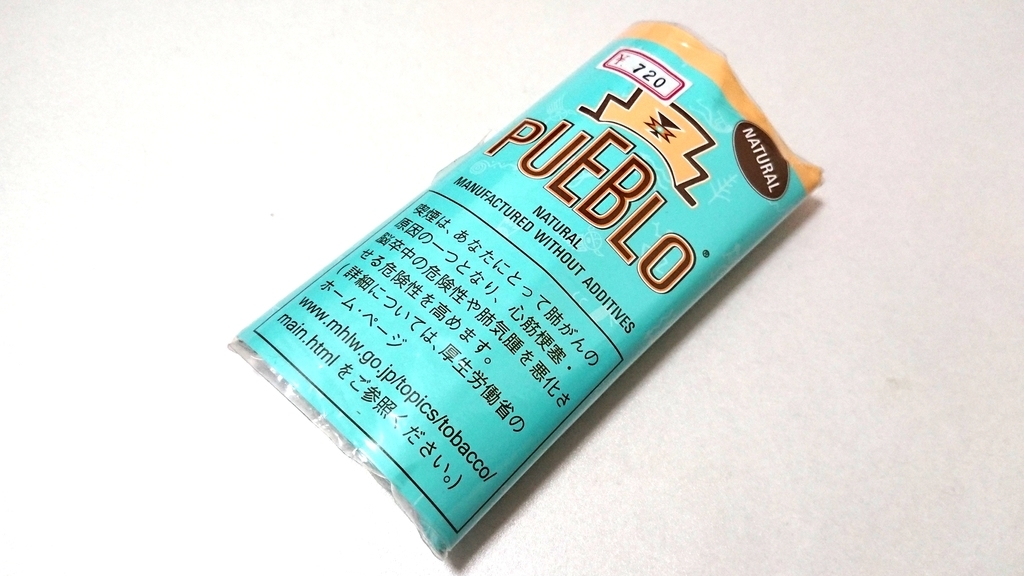 ¥720
NATURAL
PUEBLO®
NATURAL
MANUFACTURED WITHOUT ADDITIVES
喫煙は、あなたにとって肺がんの
原因の一つとなり、心筋梗塞・
脳卒中の危険性や肺気腫を悪化さ
せる危険性を高めます。
(詳細については、厚生労働省の
ホーム・ページ
www.mhlw.go.jp/topics/tobacco/
main.html をご参照ください。)